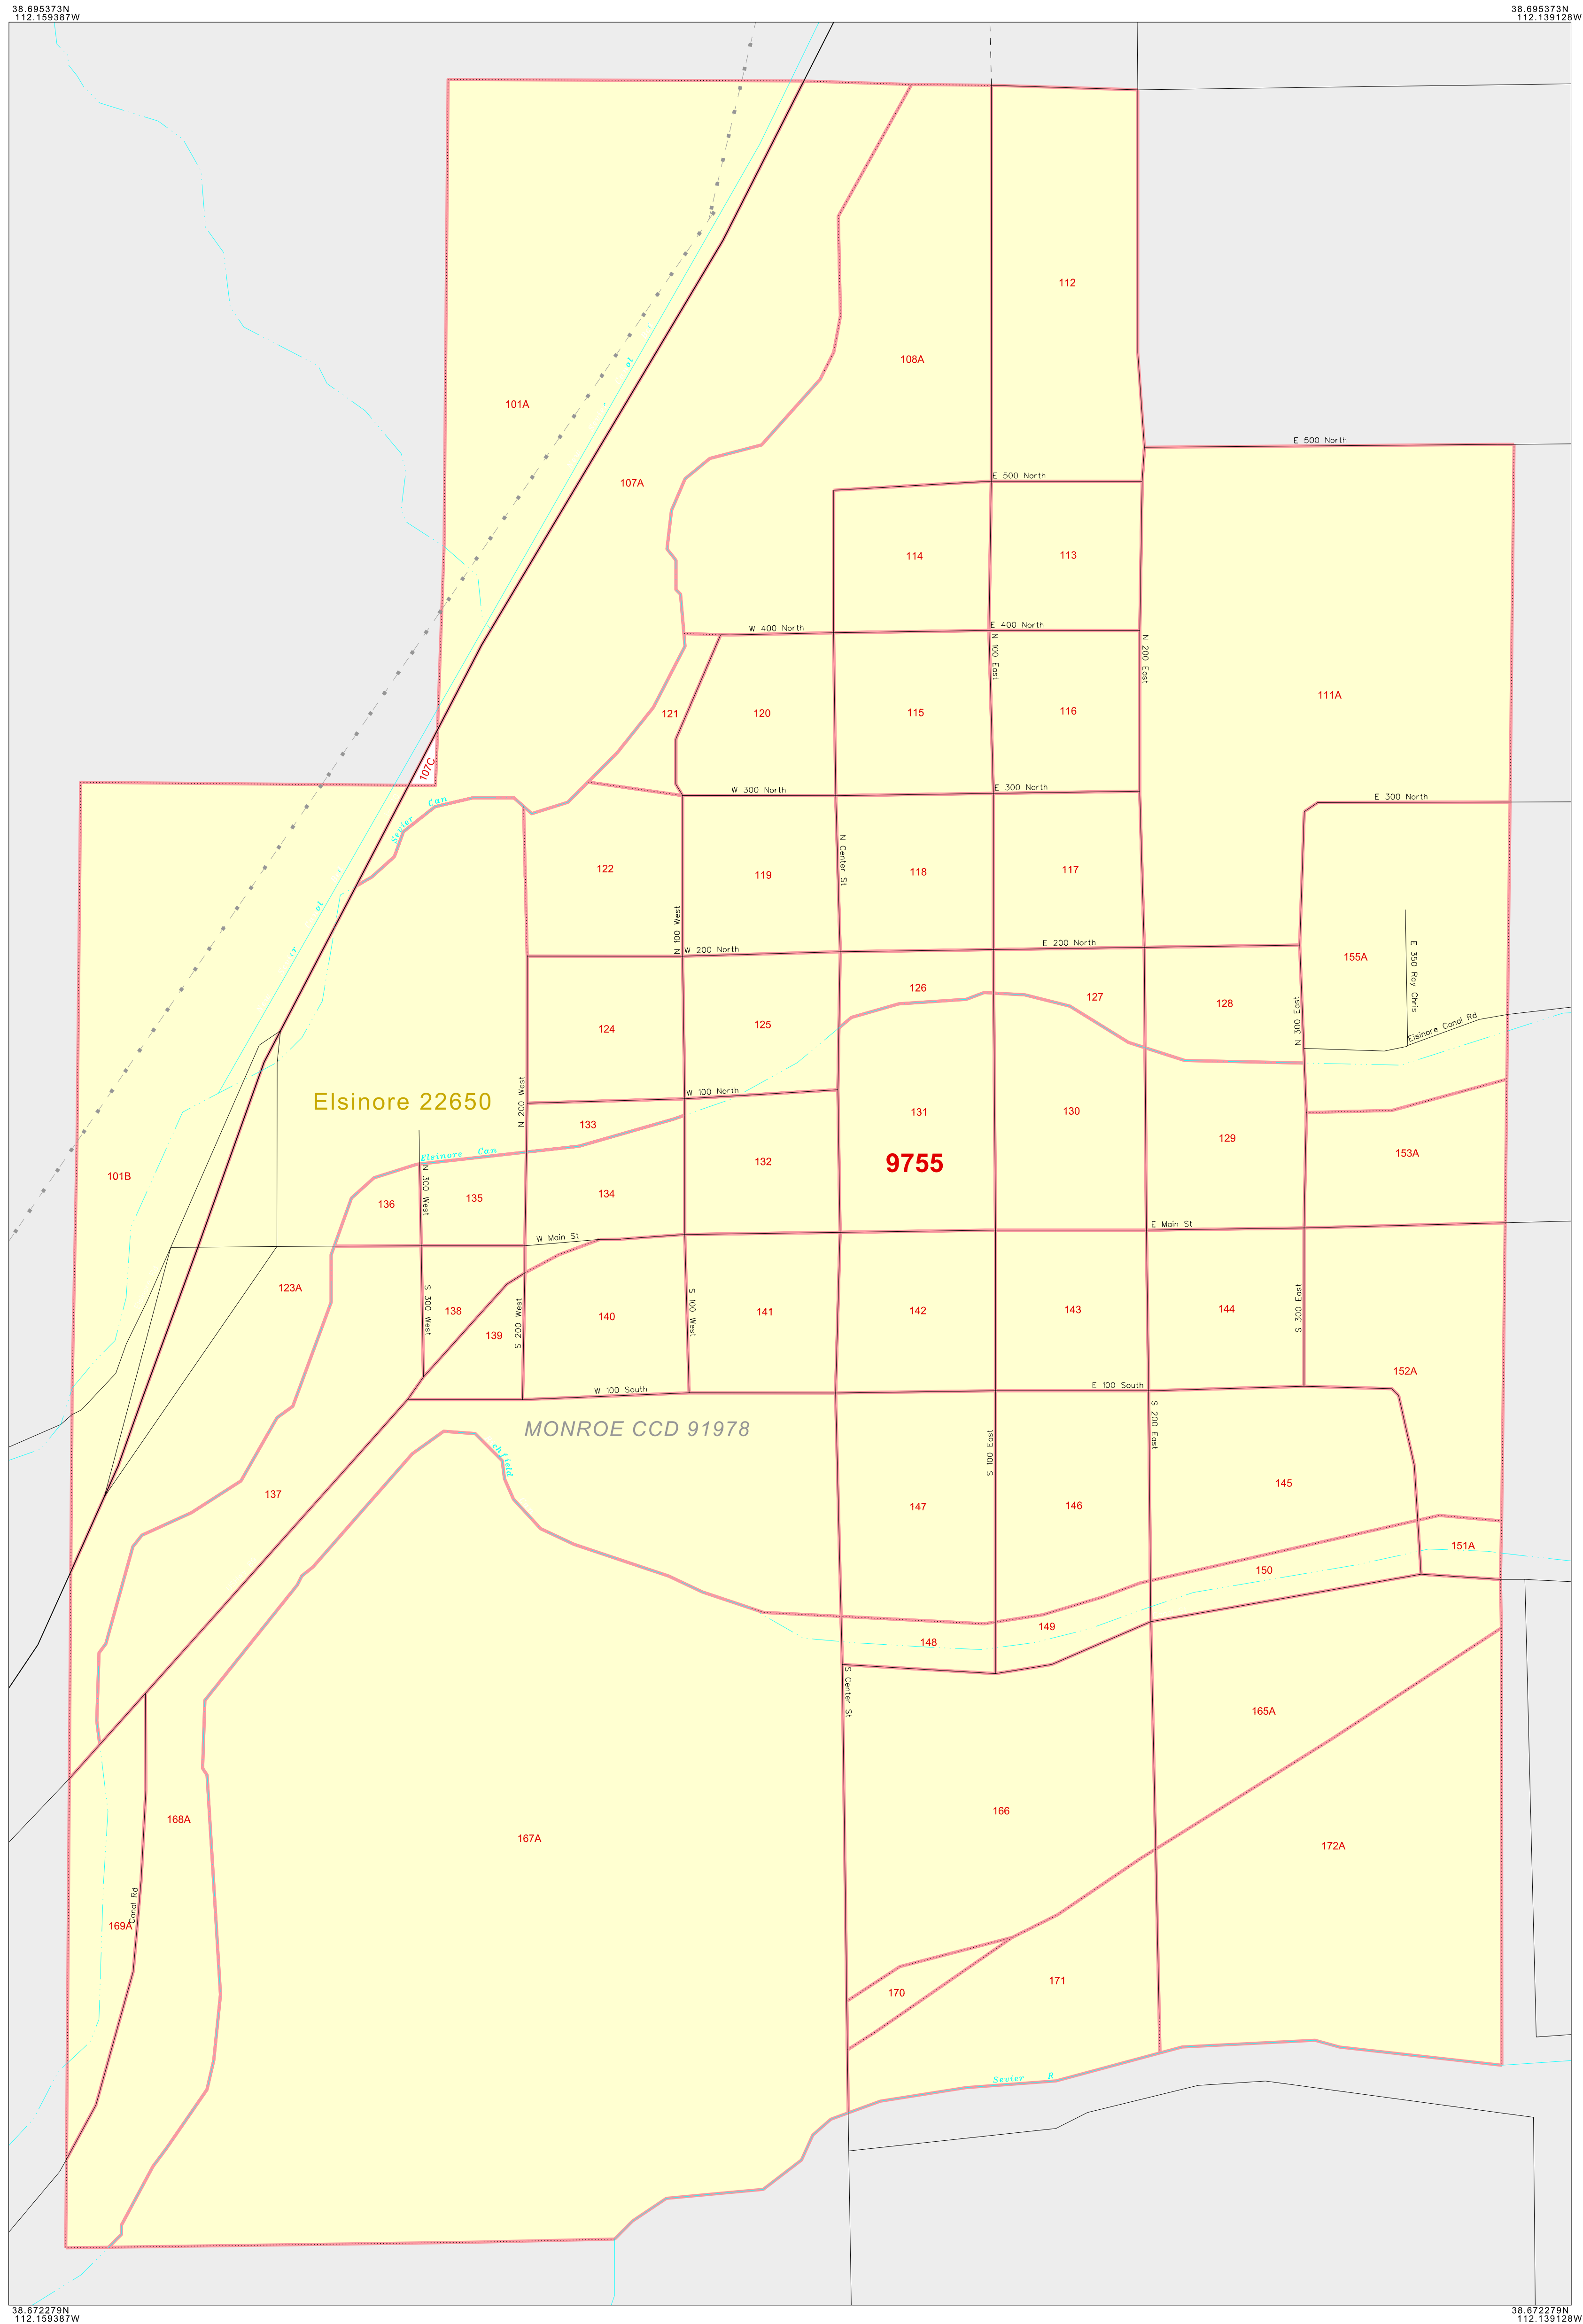 38.695373N
112.159387W
38.695373N
112.139128W
112
108A
101A
pl
E 500 North
107A
E 500 North
114
113
W 400 North
E 400 North
N 100 East
N 200 East
111A
121
120
115
116
107C
W 300 North
E 300 North
E 300 North
Sevier Can
N Center St
122
119
118
117
N 100 West
W 200 North
E 200 North
ir pl
155A
E 350 Ray Chris
126
127
128
N 300 East
Elsinore Canal Rd
124
125
Elsinore 22650
N 200 West
W 100 North
131
130
129
133
Elsinore Can
132
9755
153A
101B
N 300 West
136
135
134
W Main St
E Main St
123A
S 300 West
138
139
S 200 West
140
S 100 West
141
142
143
144
S 300 East
152A
W 100 South
E 100 South
MONROE CCD 91978
chfield
S 100 East
S 200 East
137
147
146
145
151A
150
149
148
S Center St
165A
166
168A
167A
172A
Canal Rd
169A
170
171
Sevier R
38.672279N
112.159387W
38.672279N
112.139128W